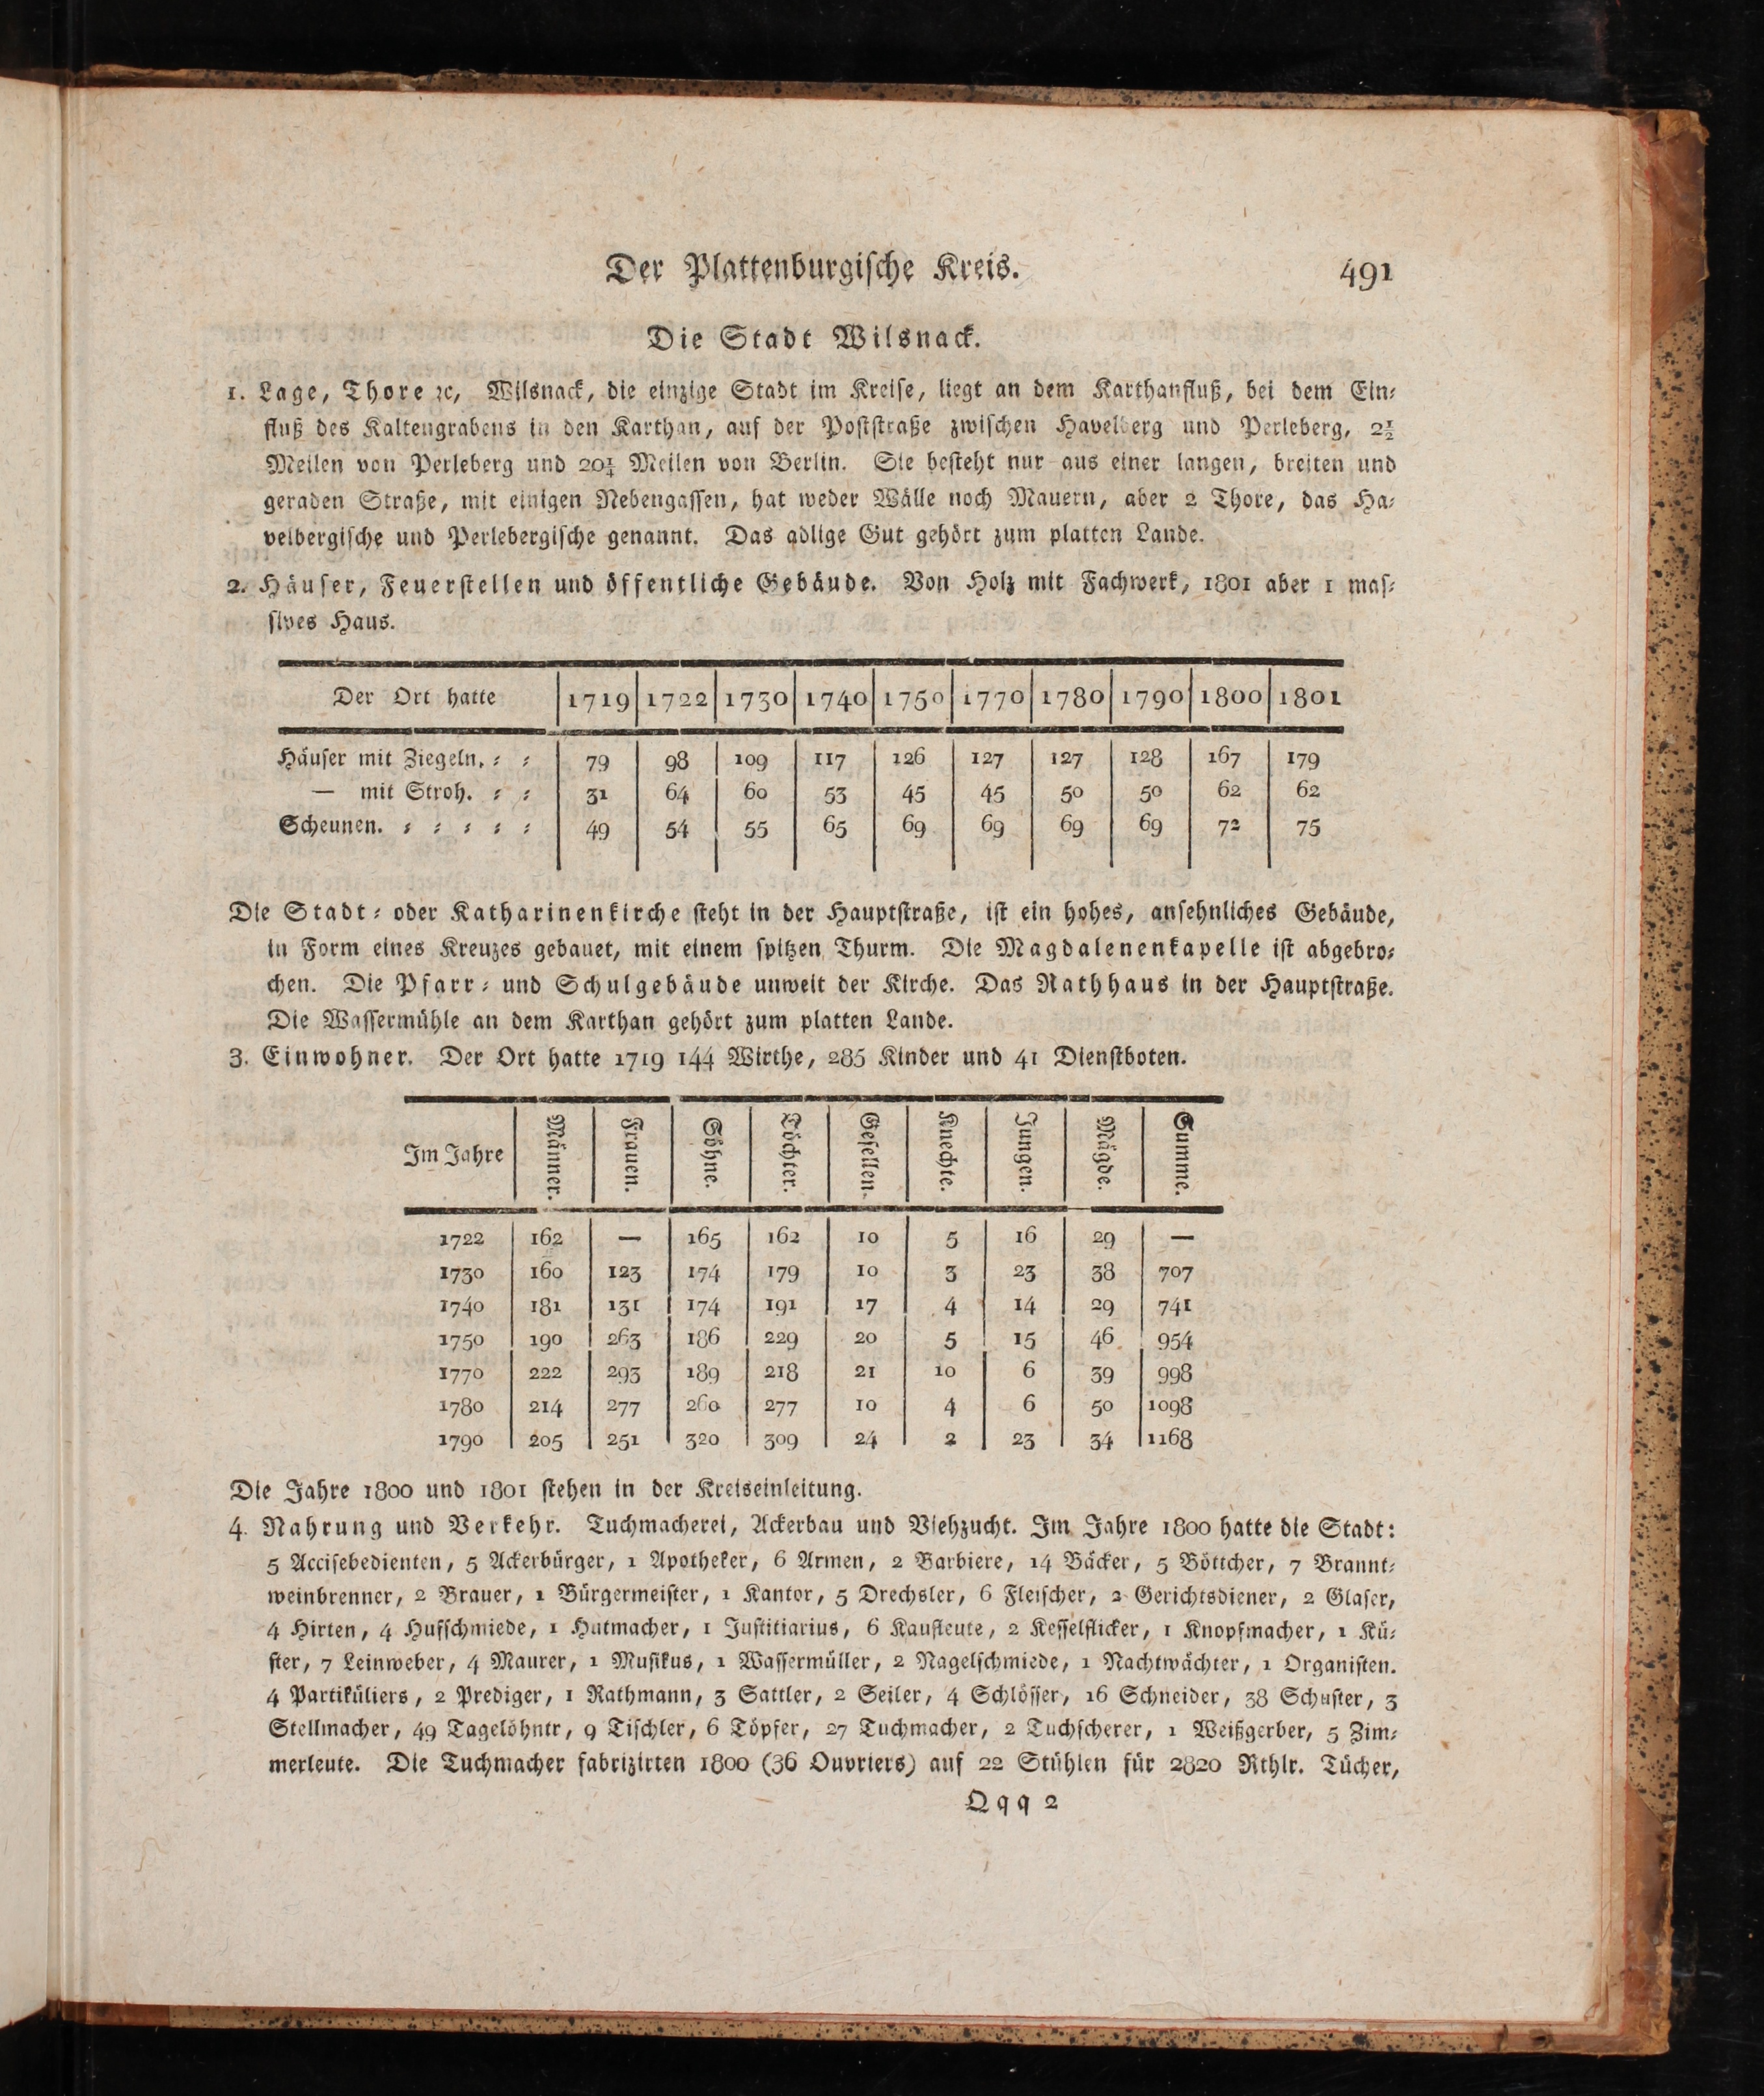 Der Plattenburgiſche Kreis. 491
Die Stadt Wilsnack.
1. Lage, Thore ꝛc, Wilsnack, die einzige Stadt im Kreiſe, liegt an dem Karthanfluß, bei dem Ein⸗
fluß des Kaltengrabens in den Karthan, auf der Poſtſtraße zwiſchen Havelberg und Perleberg, 2½
Meilen von Perleberg und 20¼ Meilen von Berlin. Sie beſteht nur aus einer langen, breiten und
geraden Straße, mit einigen Nebengaſſen, hat weder Wälle noch Mauern, aber 2 Thore, das Ha⸗
velbergiſche und Perlebergiſche genannt. Das adlige Gut gehört zum platten Lande.
2. Häuſer, Feuerſtellen und öffentliche Gebäude. Von Holz mit Fachwerk, 1801 aber 1 maſ⸗
ſives Haus.
Der Ort hatte 1719 1722 1730 1740 1750 1770 1780 1790 1800 1801
Häuſer mit Ziegeln. ⸗ ⸗ 79 98 109 117 126 127 127 128 167 179
— mit Stroh. ⸗ ⸗ 31 64 60 53 45 45 50 50 62 62
Scheunen. ⸗ ⸗ ⸗ ⸗ ⸗ 49 54 55 65 69 69 69 69 72 75
Die Stadt⸗ oder Katharinenkirche ſteht in der Hauptſtraße, iſt ein hohes, anſehnliches Gebäude,
in Form eines Kreuzes gebauet, mit einem ſpitzen Thurm. Die Magdalenenkapelle iſt abgebro⸗
chen. Die Pfarr⸗ und Schulgebäude unweit der Kirche. Das Rathhaus in der Hauptſtraße.
Die Waſſermühle an dem Karthan gehört zum platten Lande.
3. Einwohner. Der Ort hatte 1719 144 Wirthe, 285 Kinder und 41 Dienſtboten.
Im Jahre Männer. Frauen. Söhne. Töchter. Geſellen. Knechte. Jungen. Mägde. Summe.
1722 162 — 165 162 10 5 16 29 —
1730 160 123 174 179 10 3 23 38 707
1740 181 131 174 191 17 4 14 29 741
1750 190 263 186 229 20 5 15 46 954
1770 222 293 189 218 21 10 6 39 998
1780 214 277 260 277 10 4 6 50 1098
1790 205 251 320 309 24 2 23 34 1168
Die Jahre 1800 und 1801 ſtehen in der Kreiseinleitung.
4. Nahrung und Verkehr. Tuchmacherei, Ackerbau und Viehzucht. Im Jahre 1800 hatte die Stadt:
5 Acciſebedienten, 5 Ackerbürger, 1 Apotheker, 6 Armen, 2 Barbiere, 14 Bäcker, 5 Böttcher, 7 Brannt⸗
weinbrenner, 2 Brauer, 1 Bürgermeiſter, 1 Kantor, 5 Drechsler, 6 Fleiſcher, 2 Gerichtsdiener, 2 Glaſer,
4 Hirten, 4 Hufſchmiede, 1 Hutmacher, 1 Juſtitiarius, 6 Kaufleute, 2 Keſſelflicker, 1 Knopfmacher, 1 Kü⸗
ſter, 7 Leinweber, 4 Maurer, 1 Muſikus, 1 Waſſermüller, 2 Nagelſchmiede, 1 Nachtwächter, 1 Organiſten.
4 Partiküliers, 2 Prediger, 1 Rathmann, 3 Sattler, 2 Seiler, 4 Schlöſſer, 16 Schneider, 38 Schuſter, 3
Stellmacher, 49 Tagelöhntr, 9 Tiſchler, 6 Töpfer, 27 Tuchmacher, 2 Tuchſcherer, 1 Weißgerber, 5 Zim⸗
merleute. Die Tuchmacher fabrizirten 1800 (36 Ouvriers) auf 22 Stühlen für 2820 Rthlr. Tücher,
Qqq 2